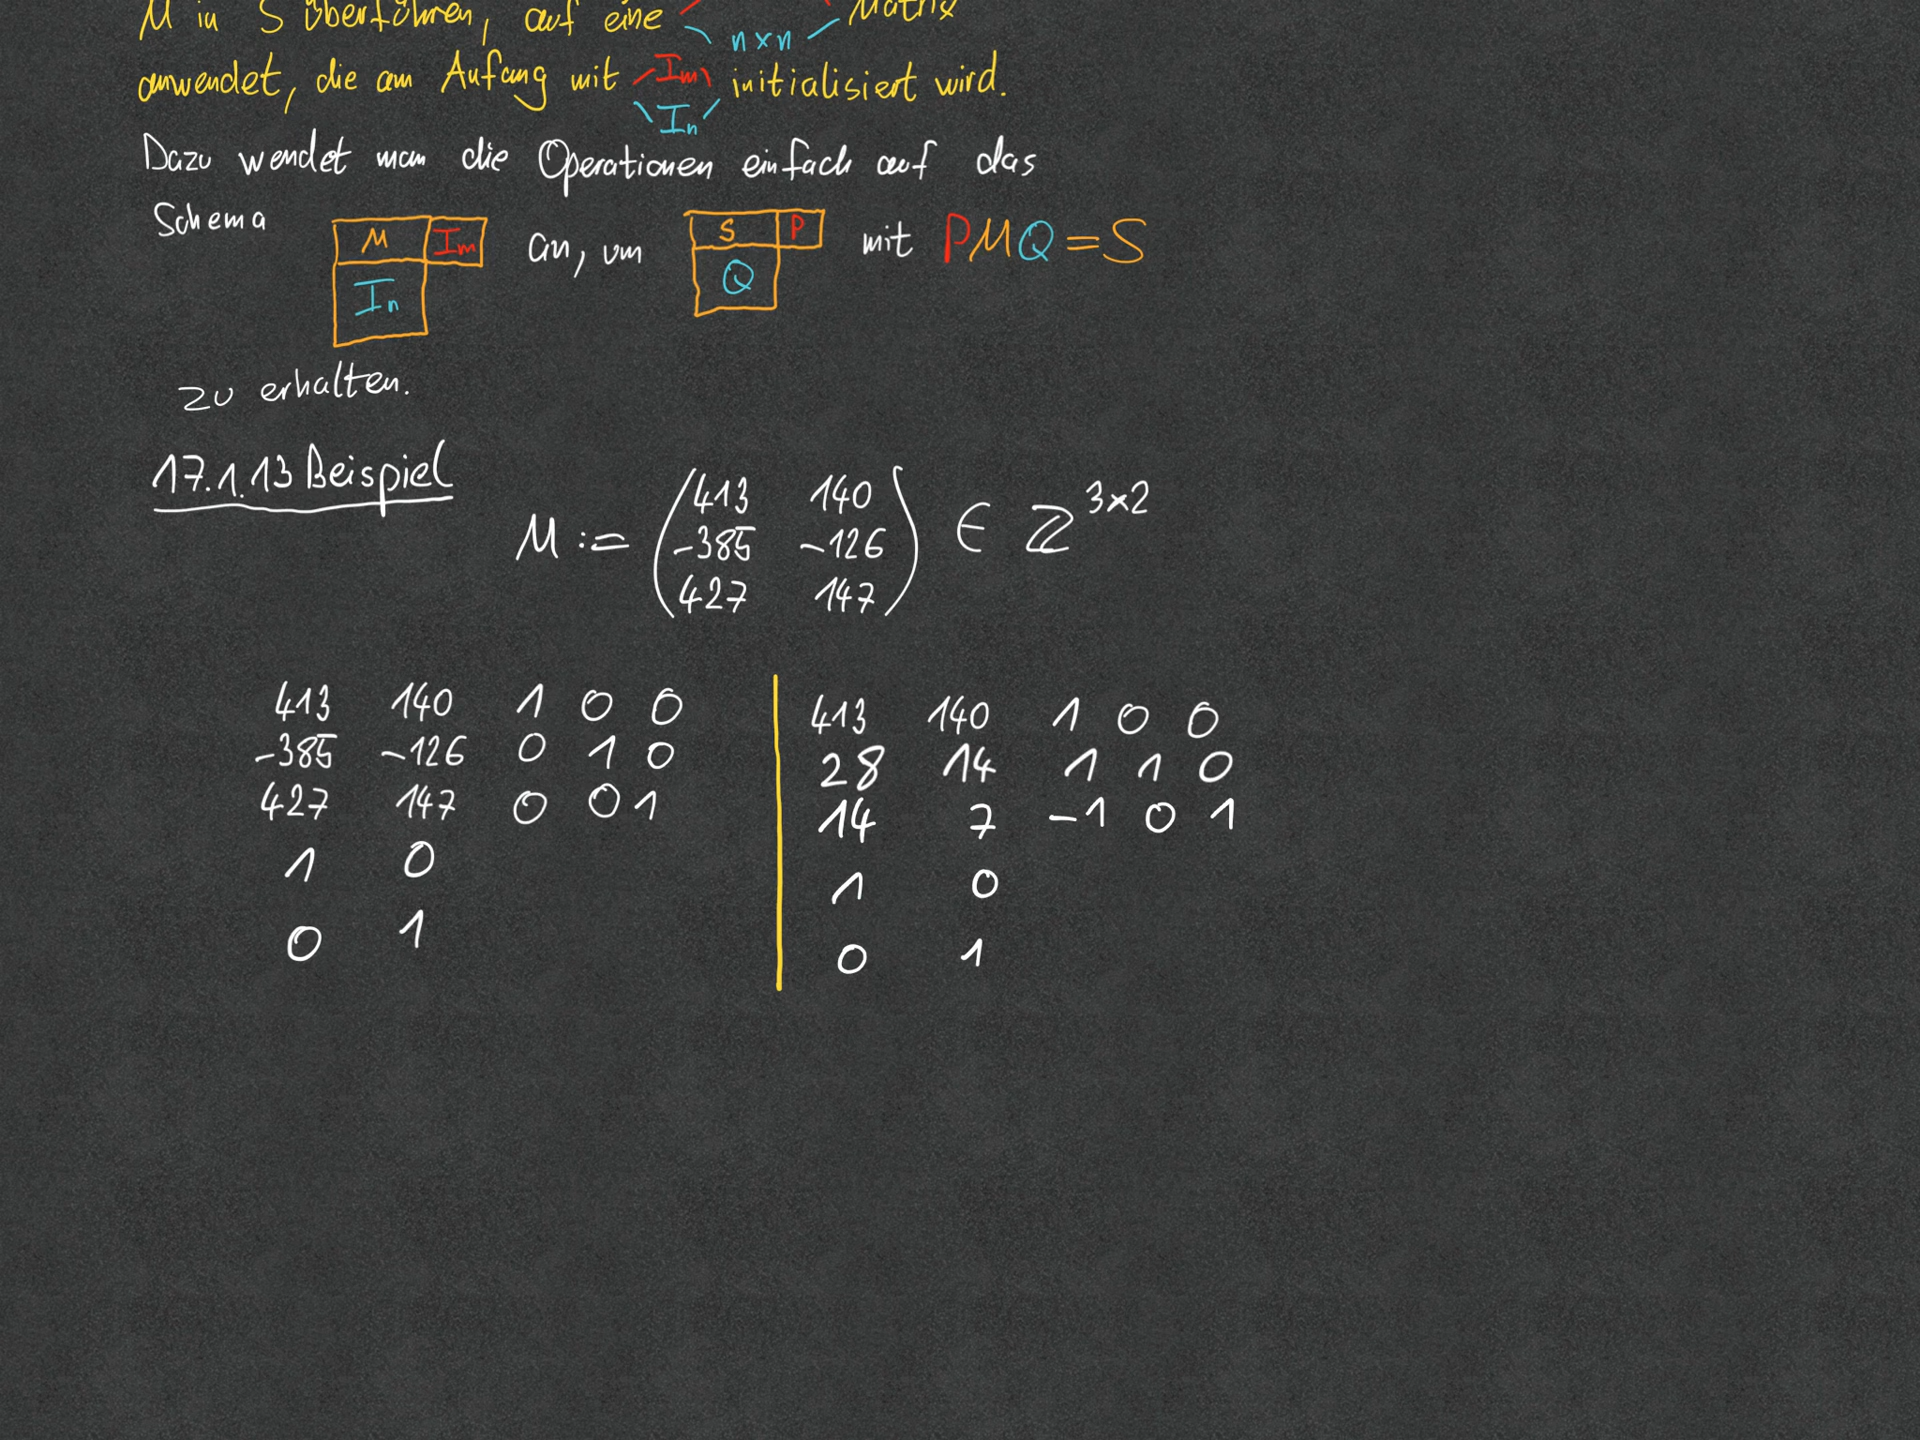 M in S überführen, auf eine n×n Matrix
anwendet, die am Anfang mit Im initialisiert wird.
In
Dazu wendet man die Operationen einfach auf das
Schema M Im an, um S P mit PMQ = S
In Q
zu erhalten.
17.1.13 Beispiel
M := ( 413 140
-385 -126
427 147 ) ∈ ℤ^{3×2}
413 140 1 0 0 | 413 140 1 0 0
-385 -126 0 1 0 | 28 14 1 1 0
427 147 0 0 1 | 14 7 -1 0 1
1 0 | 1 0
0 1 | 0 1